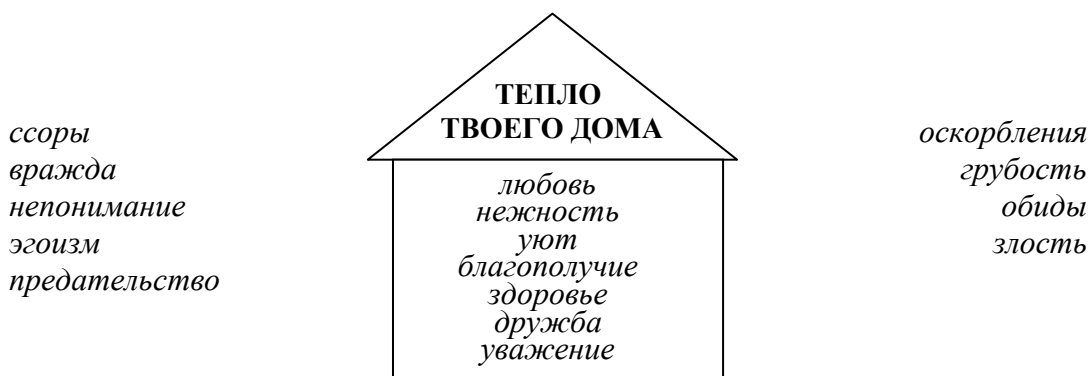 ТЕПЛО
ТВОЕГО ДОМА
ссоры
вражда
непонимание
эгоизм
предательство
любовь
нежность
уют
благополучие
здоровье
дружба
уважение
оскорбления
грубость
обиды
злость